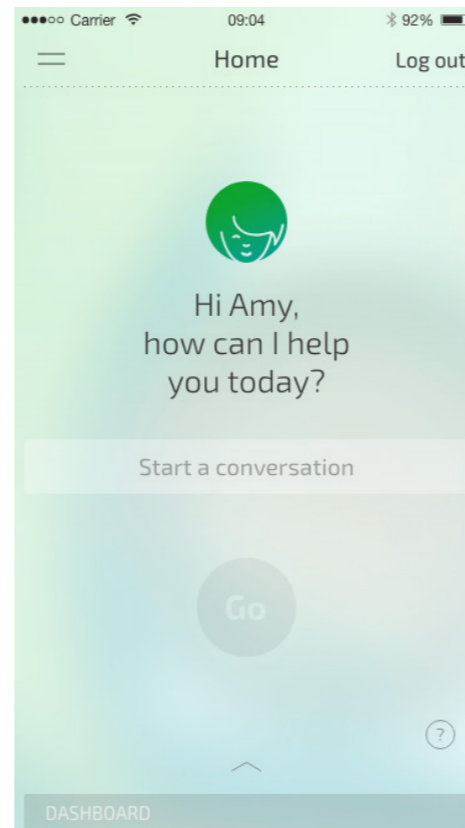 Carrier 09:04 92%
Home Log out
Hi Amy,
how can I help
you today?
Start a conversation
Go
?
DASHBOARD